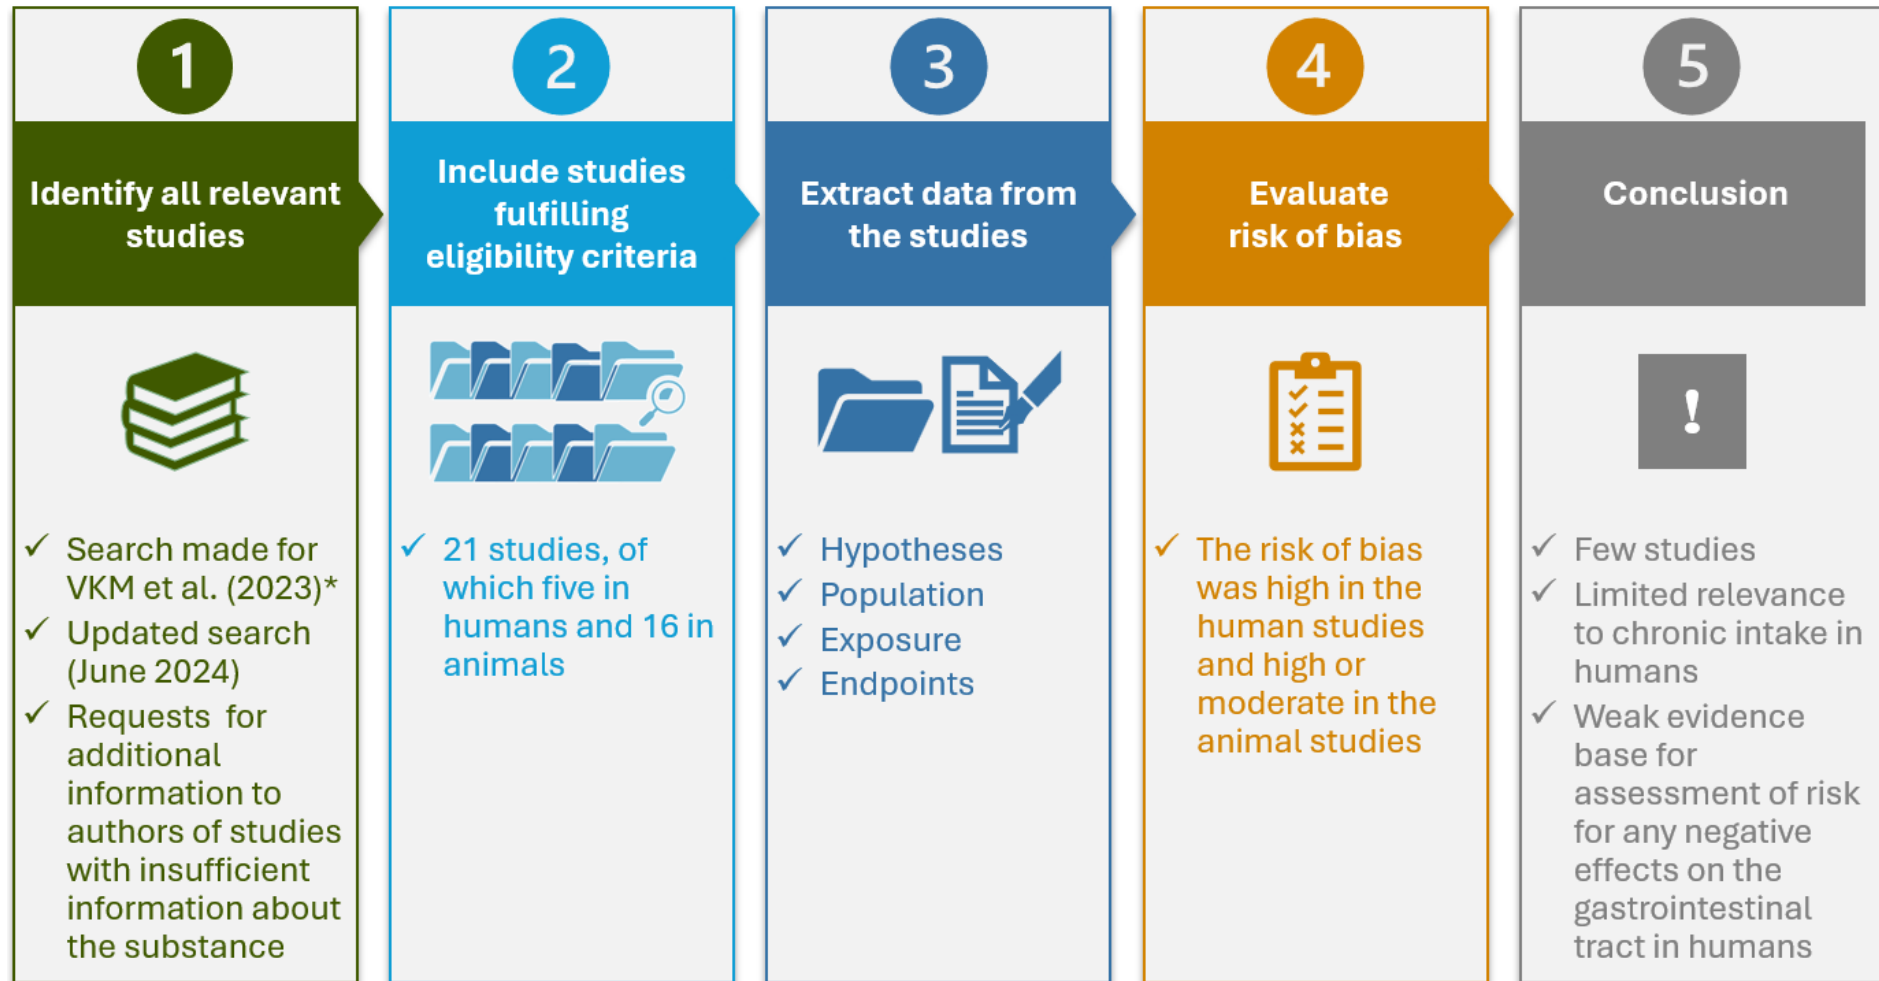 1
Identify all relevant
studies
✓ Search made for
VKM et al. (2023)*
✓ Updated search
(June 2024)
✓ Requests for
additional
information to
authors of studies
with insufficient
information about
the substance
2
Include studies
fulfilling
eligibility criteria
✓ 21 studies, of
which five in
humans and 16 in
animals
3
Extract data from
the studies
✓ Hypotheses
✓ Population
✓ Exposure
✓ Endpoints
4
Evaluate
risk of bias
✓ The risk of bias
was high in the
human studies
and high or
moderate in the
animal studies
5
Conclusion
!
✓ Few studies
✓ Limited relevance
to chronic intake in
humans
✓ Weak evidence
base for
assessment of risk
for any negative
effects on the
gastrointestinal
tract in humans